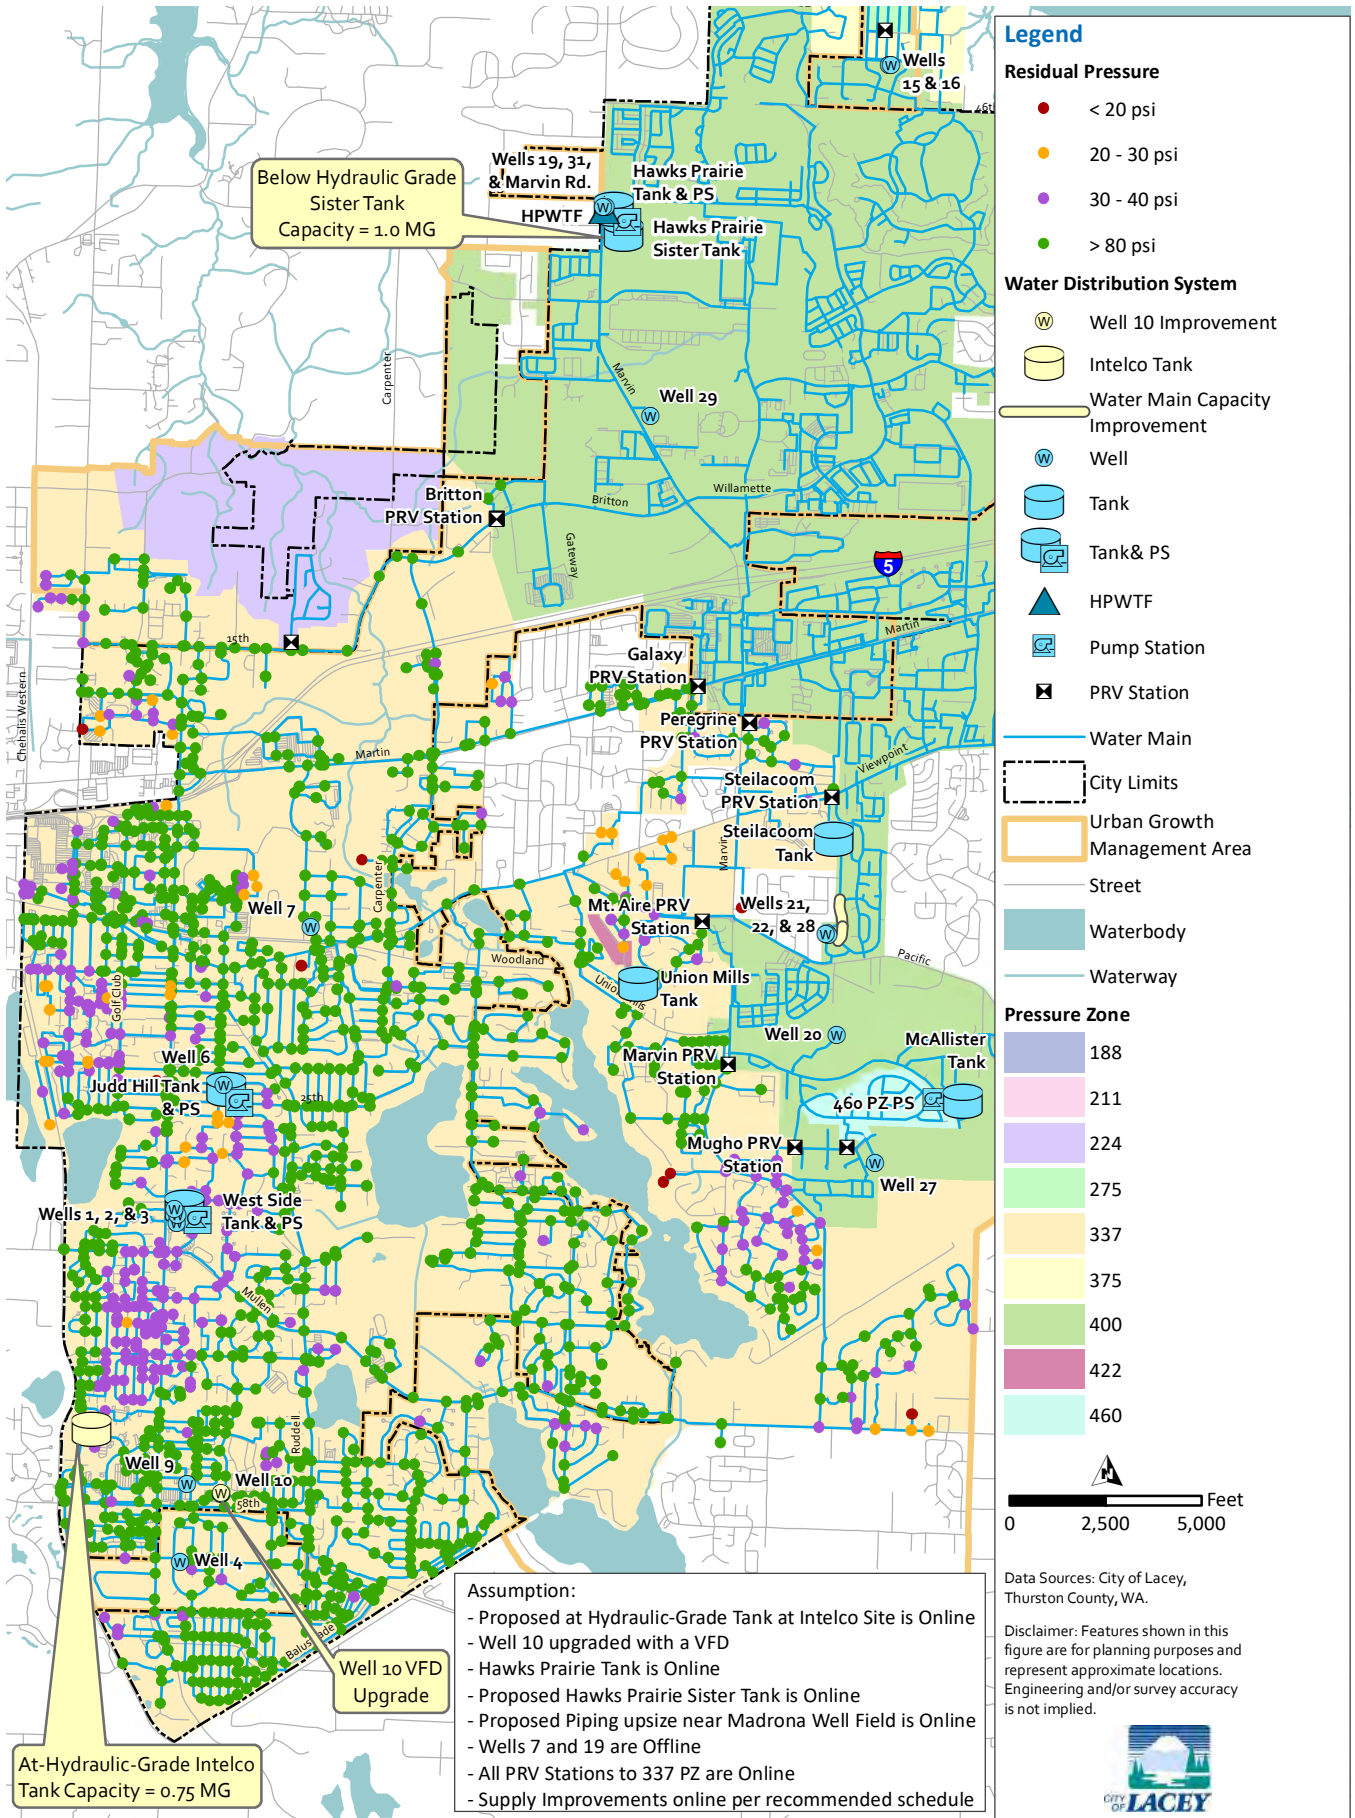 Wells
15 & 16
46th
Wells 19, 31,
& Marvin Rd.
Hawks Prairie
Tank & PS
HPWTF
Hawks Prairie
Sister Tank
Below Hydraulic Grade
Sister Tank
Capacity = 1.0 MG
Carpenter
Marvin
Well 29
Willamette
Britton
Britton
PRV Station
Gateway
5
15th
Martin
Galaxy
PRV Station
Peregrine
PRV Station
Chehalis Western
Martin
Viewpoint
Steilacoom
PRV Station
Steilacoom
Tank
Marvin
Carpenter
Well 7
Mt. Aire PRV
Station
Wells 21,
22, & 28
Pacific
Woodland
Union Mills
Union Mills
Tank
Golf Club
Well 20
McAllister
Tank
Well 6
Judd Hill Tank
& PS
25th
Marvin PRV
Station
460 PZ PS
Mugho PRV
Station
Well 27
Wells 1, 2, & 3
West Side
Tank & PS
Mullen
Ruddell
Well 9
Well 10
58th
Well 4
Balustrade
Well 10 VFD
Upgrade
At-Hydraulic-Grade Intelco
Tank Capacity = 0.75 MG
Assumption:
- Proposed at Hydraulic-Grade Tank at Intelco Site is Online
- Well 10 upgraded with a VFD
- Hawks Prairie Tank is Online
- Proposed Hawks Prairie Sister Tank is Online
- Proposed Piping upsize near Madrona Well Field is Online
- Wells 7 and 19 are Offline
- All PRV Stations to 337 PZ are Online
- Supply Improvements online per recommended schedule
Legend
Residual Pressure
< 20 psi
20 - 30 psi
30 - 40 psi
> 80 psi
Water Distribution System
W Well 10 Improvement
Intelco Tank
Water Main Capacity
Improvement
W Well
Tank
Tank& PS
HPWTF
Pump Station
PRV Station
Water Main
City Limits
Urban Growth
Management Area
Street
Waterbody
Waterway
Pressure Zone
188
211
224
275
337
375
400
422
460
N
Feet
0 2,500 5,000
Data Sources: City of Lacey,
Thurston County, WA.
Disclaimer: Features shown in this
figure are for planning purposes and
represent approximate locations.
Engineering and/or survey accuracy
is not implied.
CITY OF LACEY